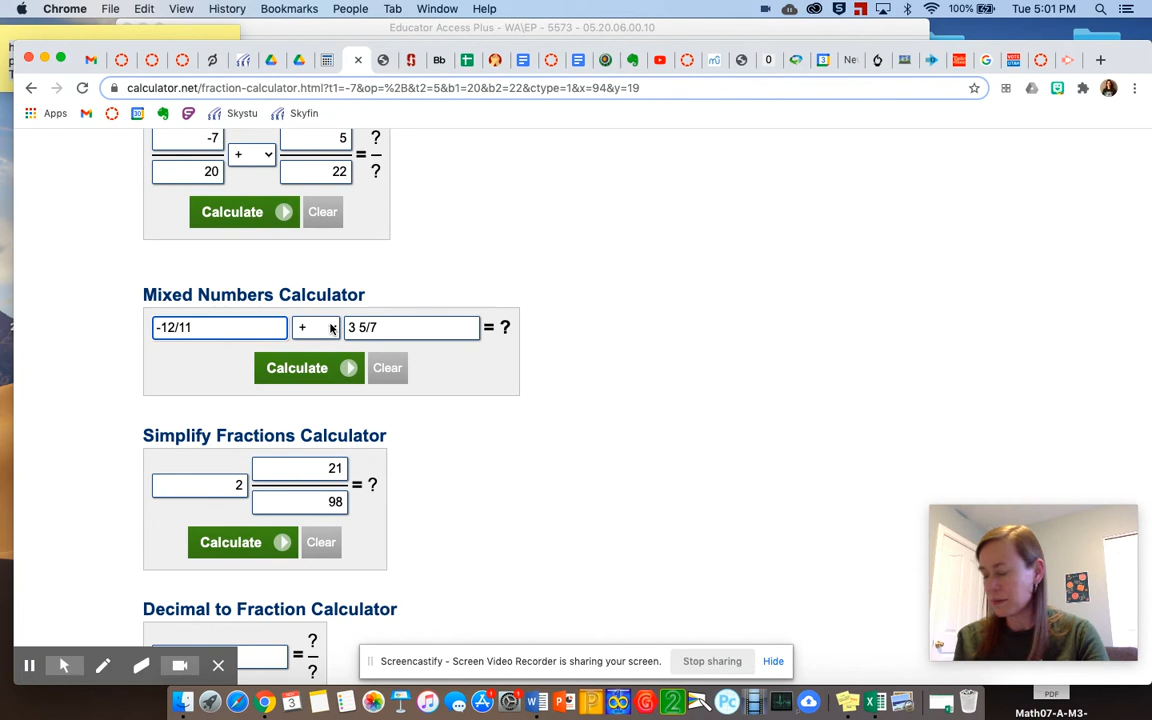 Chrome File Edit View History Bookmarks People Tab Window Help 100% Tue 5:01 PM
Educator Access Plus - WA\EP - 5573 - 05.20.06.00.10
Bb 0 Ne
calculator.net/fraction-calculator.html?t1=-7&op=%2B&t2=5&b1=20&b2=22&ctype=1&x=94&y=19
Apps Skystu Skyfin
-7 5 ?
+ =
20 22 ?
Calculate Clear
Mixed Numbers Calculator
-12/11 + 3 5/7 = ?
Calculate Clear
Simplify Fractions Calculator
21
2 = ?
98
Calculate Clear
Decimal to Fraction Calculator
?
=
?
Screencastify - Screen Video Recorder is sharing your screen. Stop sharing Hide
PDF
Math07-A-M3-